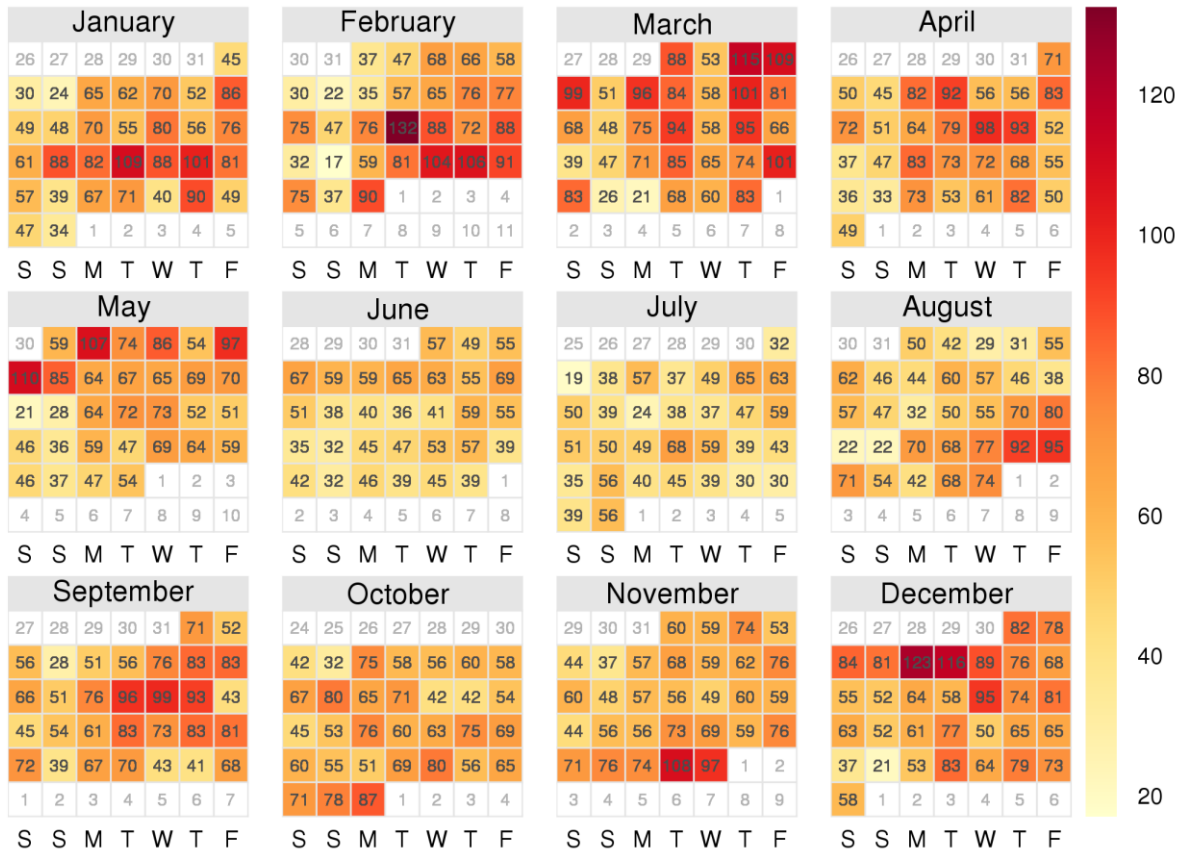 January February March April
26 27 28 29 30 31 45 30 31 37 47 68 66 58 27 28 29 88 53 115 109 26 27 28 29 30 31 71
30 24 65 62 70 52 86 30 22 35 57 65 76 77 99 51 96 84 58 101 81 50 45 82 92 56 56 83
120
49 48 70 55 80 56 76 75 47 76 132 88 72 88 68 48 75 94 58 95 66 72 51 64 79 98 93 52
61 88 82 109 88 101 81 32 17 59 81 104 106 91 39 47 71 85 65 74 101 37 47 83 73 72 68 55
57 39 67 71 40 90 49 75 37 90 1 2 3 4 83 26 21 68 60 83 1 36 33 73 53 61 82 50
47 34 1 2 3 4 5 5 6 7 8 9 10 11 2 3 4 5 6 7 8 49 1 2 3 4 5 6
100
S S M T W T F S S M T W T F S S M T W T F S S M T W T F
May June July August
30 59 107 74 86 54 97 28 29 30 31 57 49 55 25 26 27 28 29 30 32 30 31 50 42 29 31 55
110 85 64 67 65 69 70 67 59 59 65 63 55 69 19 38 57 37 49 65 63 62 46 44 60 57 46 38
80
21 28 64 72 73 52 51 51 38 40 36 41 59 55 50 39 24 38 37 47 59 57 47 32 50 55 70 80
46 36 59 47 69 64 59 35 32 45 47 53 57 39 51 50 49 68 59 39 43 22 22 70 68 77 92 95
46 37 47 54 1 2 3 42 32 46 39 45 39 1 35 56 40 45 39 30 30 71 54 42 68 74 1 2
4 5 6 7 8 9 10 2 3 4 5 6 7 8 39 56 1 2 3 4 5 3 4 5 6 7 8 9
60
S S M T W T F S S M T W T F S S M T W T F S S M T W T F
September October November December
27 28 29 30 31 71 52 24 25 26 27 28 29 30 29 30 31 60 59 74 53 26 27 28 29 30 82 78
56 28 51 56 76 83 83 42 32 75 58 56 60 58 44 37 57 68 59 62 76 84 81 123 116 89 76 68
40
66 51 76 96 99 93 43 67 80 65 71 42 42 54 60 48 57 56 49 60 59 55 52 64 58 95 74 81
45 54 61 83 73 83 81 45 53 76 60 63 75 69 44 56 56 73 69 59 76 63 52 61 77 50 65 65
72 39 67 70 43 41 68 60 55 51 69 80 56 65 71 76 74 108 97 1 2 37 21 53 83 64 79 73
20
1 2 3 4 5 6 7 71 78 87 1 2 3 4 3 4 5 6 7 8 9 58 1 2 3 4 5 6
S S M T W T F S S M T W T F S S M T W T F S S M T W T F